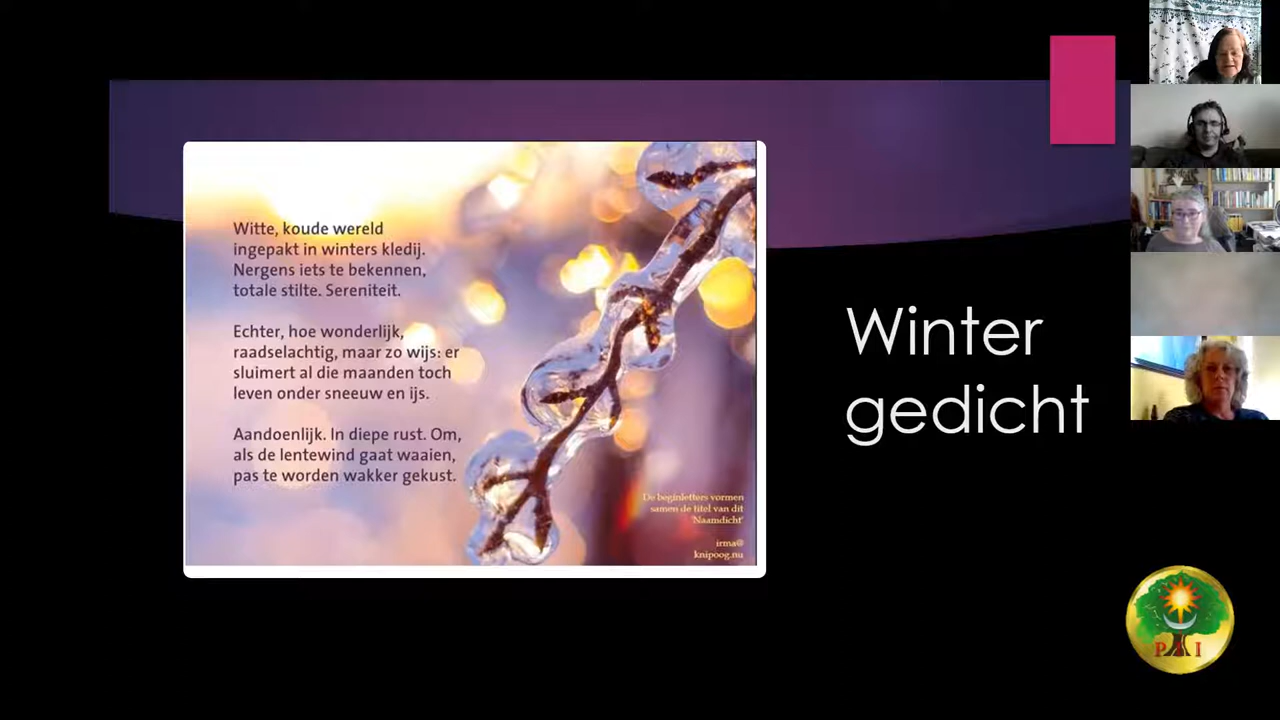 Witte, koude wereld
ingepakt in winters kledij.
Nergens iets te bekennen,
totale stilte. Sereniteit.
Echter, hoe wonderlijk,
raadselachtig, maar zo wijs: er
sluimert al die maanden toch
leven onder sneeuw en ijs.
Aandoenlijk. In diepe rust. Om,
als de lentewind gaat waaien,
pas te worden wakker gekust.
De beginletters vormen
samen de titel van dit
'Naamdicht'
irma@
knipoog.nu
Winter
gedicht
P I